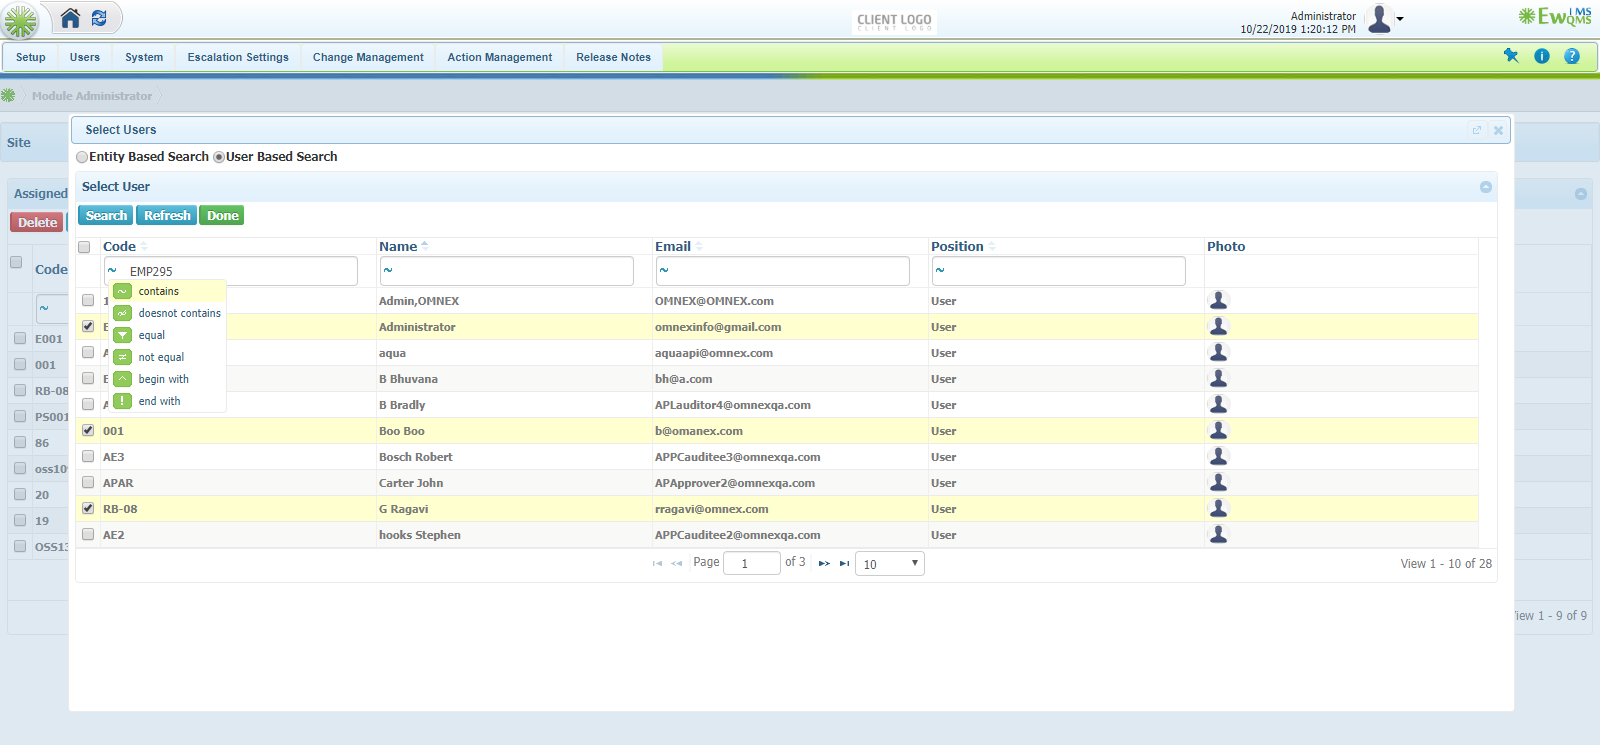 Administrator
10/22/2019 1:20:12 PM
CLIENT LOGO
CLIENT LOGO
EwQMS
LMS
Setup Users System Escalation Settings Change Management Action Management Release Notes
Module Administrator
Site
Select Users
Entity Based Search User Based Search
Assigned
Select User
Delete
Search Refresh Done
Code
Code Name Email Position Photo
~ EMP295 ~ ~ ~
~
contains
doesnot contains
equal
not equal
begin with
end with
1 Admin,OMNEX OMNEX@OMNEX.com User
E Administrator omnexinfo@gmail.com User
A aqua aquaapi@omnex.com User
E B Bhuvana bh@a.com User
A B Bradly APLauditor4@omnexqa.com User
001 Boo Boo b@omanex.com User
AE3 Bosch Robert APPCauditee3@omnexqa.com User
APAR Carter John APApprover2@omnexqa.com User
RB-08 G Ragavi rragavi@omnex.com User
AE2 hooks Stephen APPCauditee2@omnexqa.com User
E001
001
RB-08
PS001
86
oss10
20
19
OSS13
Page 1 of 3 10
View 1 - 10 of 28
iew 1 - 9 of 9